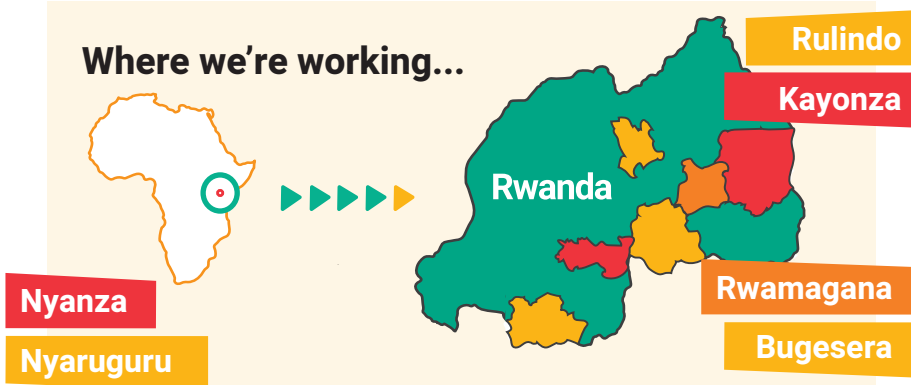 Where we're working...
Rulindo
Kayonza
Rwanda
Nyanza
Rwamagana
Nyaruguru
Bugesera